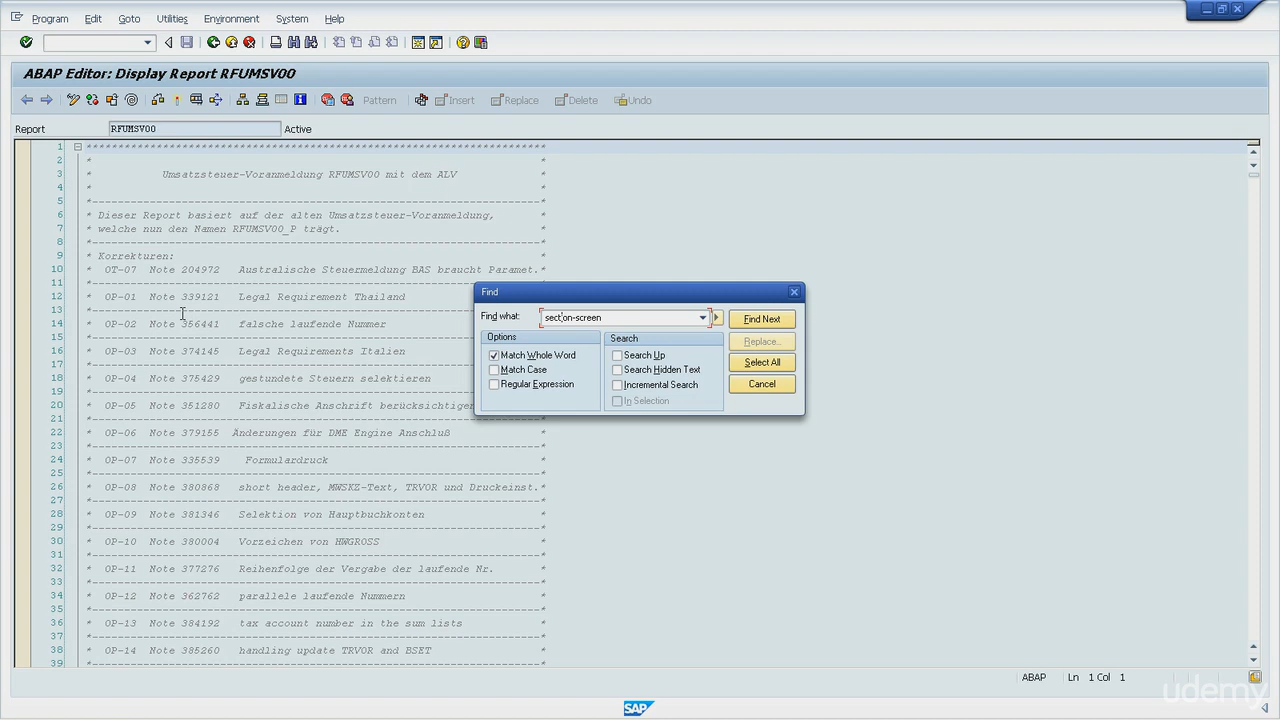 Program Edit Goto Utilities Environment System Help
ABAP Editor: Display Report RFUMSV00
Pattern Insert Replace Delete Undo
Report RFUMSV00 Active
1 ******************************************************************************
2 * *
3 * Umsatzsteuer-Voranmeldung RFUMSV00 mit dem ALV *
4 * *
5 *------------------------------------------------------------------------------*
6 * Dieser Report basiert auf der alten Umsatzsteuer-Voranmeldung, *
7 * welche nun den Namen RFUMSV00_P trägt. *
8 *------------------------------------------------------------------------------*
9 * Korrekturen: *
10 * OT-07 Note 204972 Australische Steuermeldung BAS braucht Paramet.*
11 *------------------------------------------------------------------------------*
12 * OP-01 Note 339121 Legal Requirement Thailand
13 *------------------------------------------------------------------------------
14 * OP-02 Note 356441 falsche laufende Nummer
15 *------------------------------------------------------------------------------
16 * OP-03 Note 374145 Legal Requirements Italien
17 *------------------------------------------------------------------------------
18 * OP-04 Note 375429 gestundete Steuern selektieren
19 *------------------------------------------------------------------------------
20 * OP-05 Note 351280 Fiskalische Anschrift berücksichtigen
21 *------------------------------------------------------------------------------*
22 * OP-06 Note 379155 Änderungen für DME Engine Anschluß *
23 *------------------------------------------------------------------------------*
24 * OP-07 Note 335539 Formulardruck *
25 *------------------------------------------------------------------------------*
26 * OP-08 Note 380868 short header, MWSKZ-Text, TRVOR und Druckeinst.*
27 *------------------------------------------------------------------------------*
28 * OP-09 Note 381346 Selektion von Hauptbuchkonten *
29 *------------------------------------------------------------------------------*
30 * OP-10 Note 380004 Vorzeichen von HWGROSS *
31 *------------------------------------------------------------------------------*
32 * OP-11 Note 377276 Reihenfolge der Vergabe der laufenden Nr. *
33 *------------------------------------------------------------------------------*
34 * OP-12 Note 362762 parallele laufende Nummern *
35 *------------------------------------------------------------------------------*
36 * OP-13 Note 384192 tax account number in the sum lists *
37 *------------------------------------------------------------------------------*
38 * OP-14 Note 385260 handling update TRVOR and BSET *
39 *------------------------------------------------------------------------------*
Find
Find what: section-screen Find Next
Options Search Replace...
Match Whole Word Search Up Select All
Match Case Search Hidden Text
Regular Expression Incremental Search Cancel
In Selection
ABAP Ln 1 Col 1
SAP
udemy